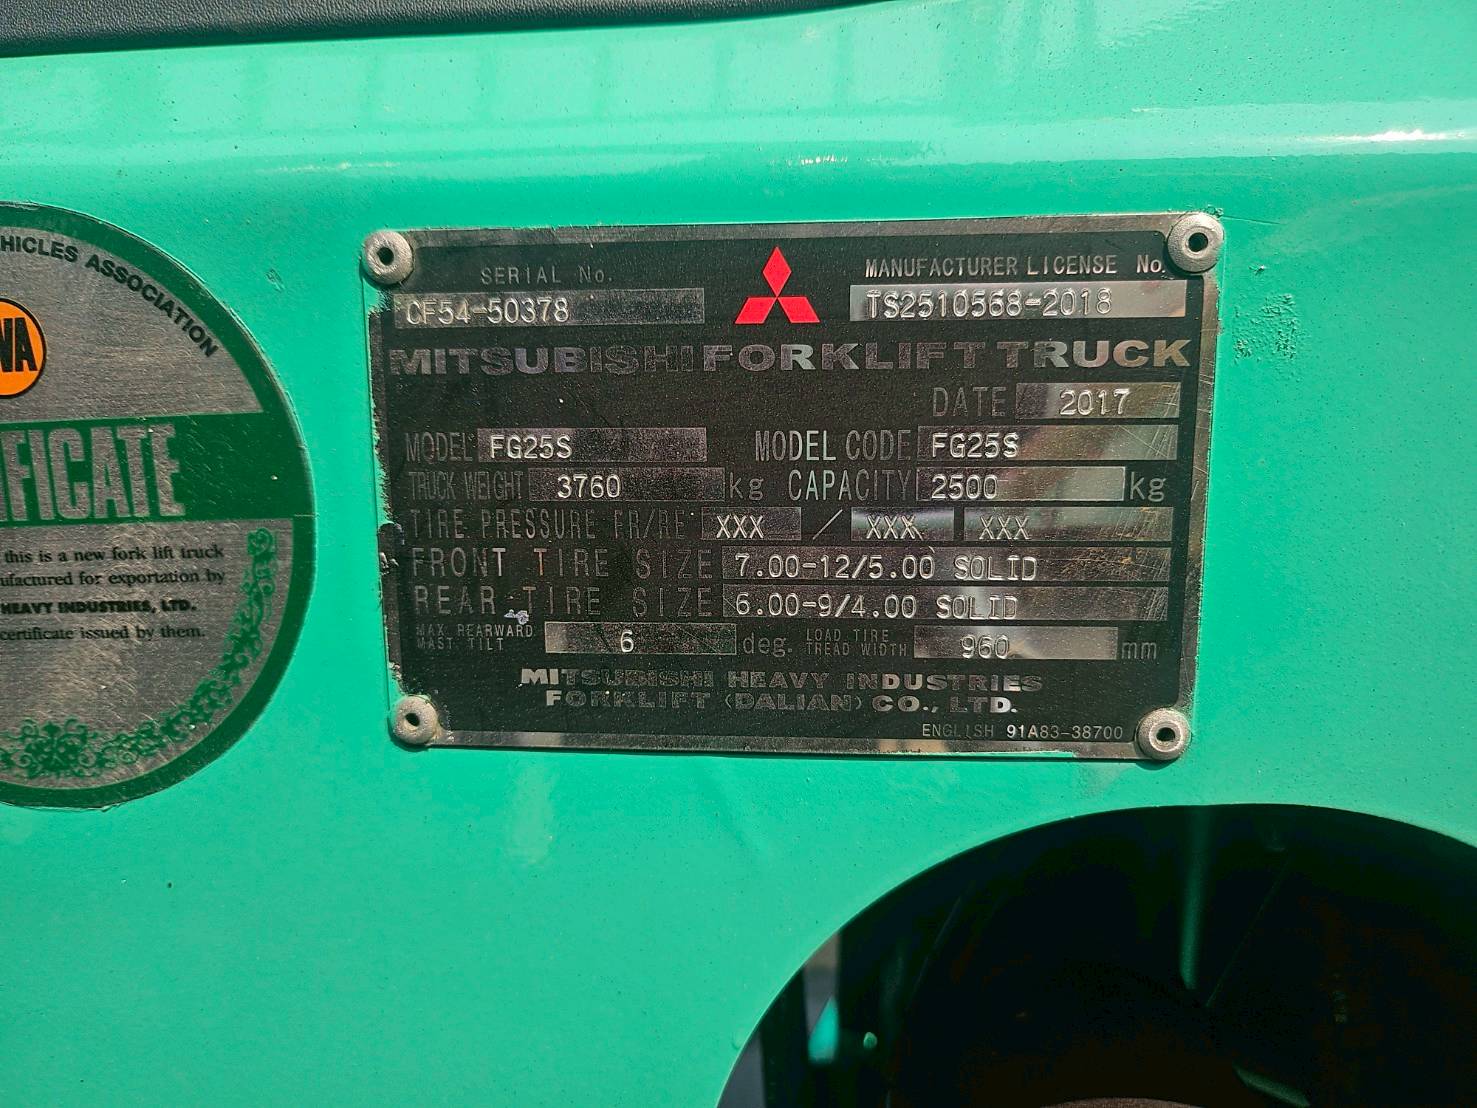 HICLES ASSOCIATION
IFICATE
this is a new fork lift truck
ufactured for exportation by
HEAVY INDUSTRIES, LTD.
certificate issued by them.
SERIAL No. MANUFACTURER LICENSE No.
CF54-50378 TS2510568-2018
MITSUBISHI FORKLIFT TRUCK
DATE 2017
MODEL FG25S MODEL CODE FG25S
TRUCK WEIGHT 3760 kg CAPACITY 2500 kg
TIRE PRESSURE FR/RE XXX / XXX XXX
FRONT TIRE SIZE 7.00-12/5.00 SOLID
REAR TIRE SIZE 6.00-9/4.00 SOLID
MAX. REARWARD MAST TILT 6 deg. LOAD TIRE TREAD WIDTH 960 mm
MITSUBISHI HEAVY INDUSTRIES
FORKLIFT (DALIAN) CO., LTD.
ENGLISH 91A83-38700